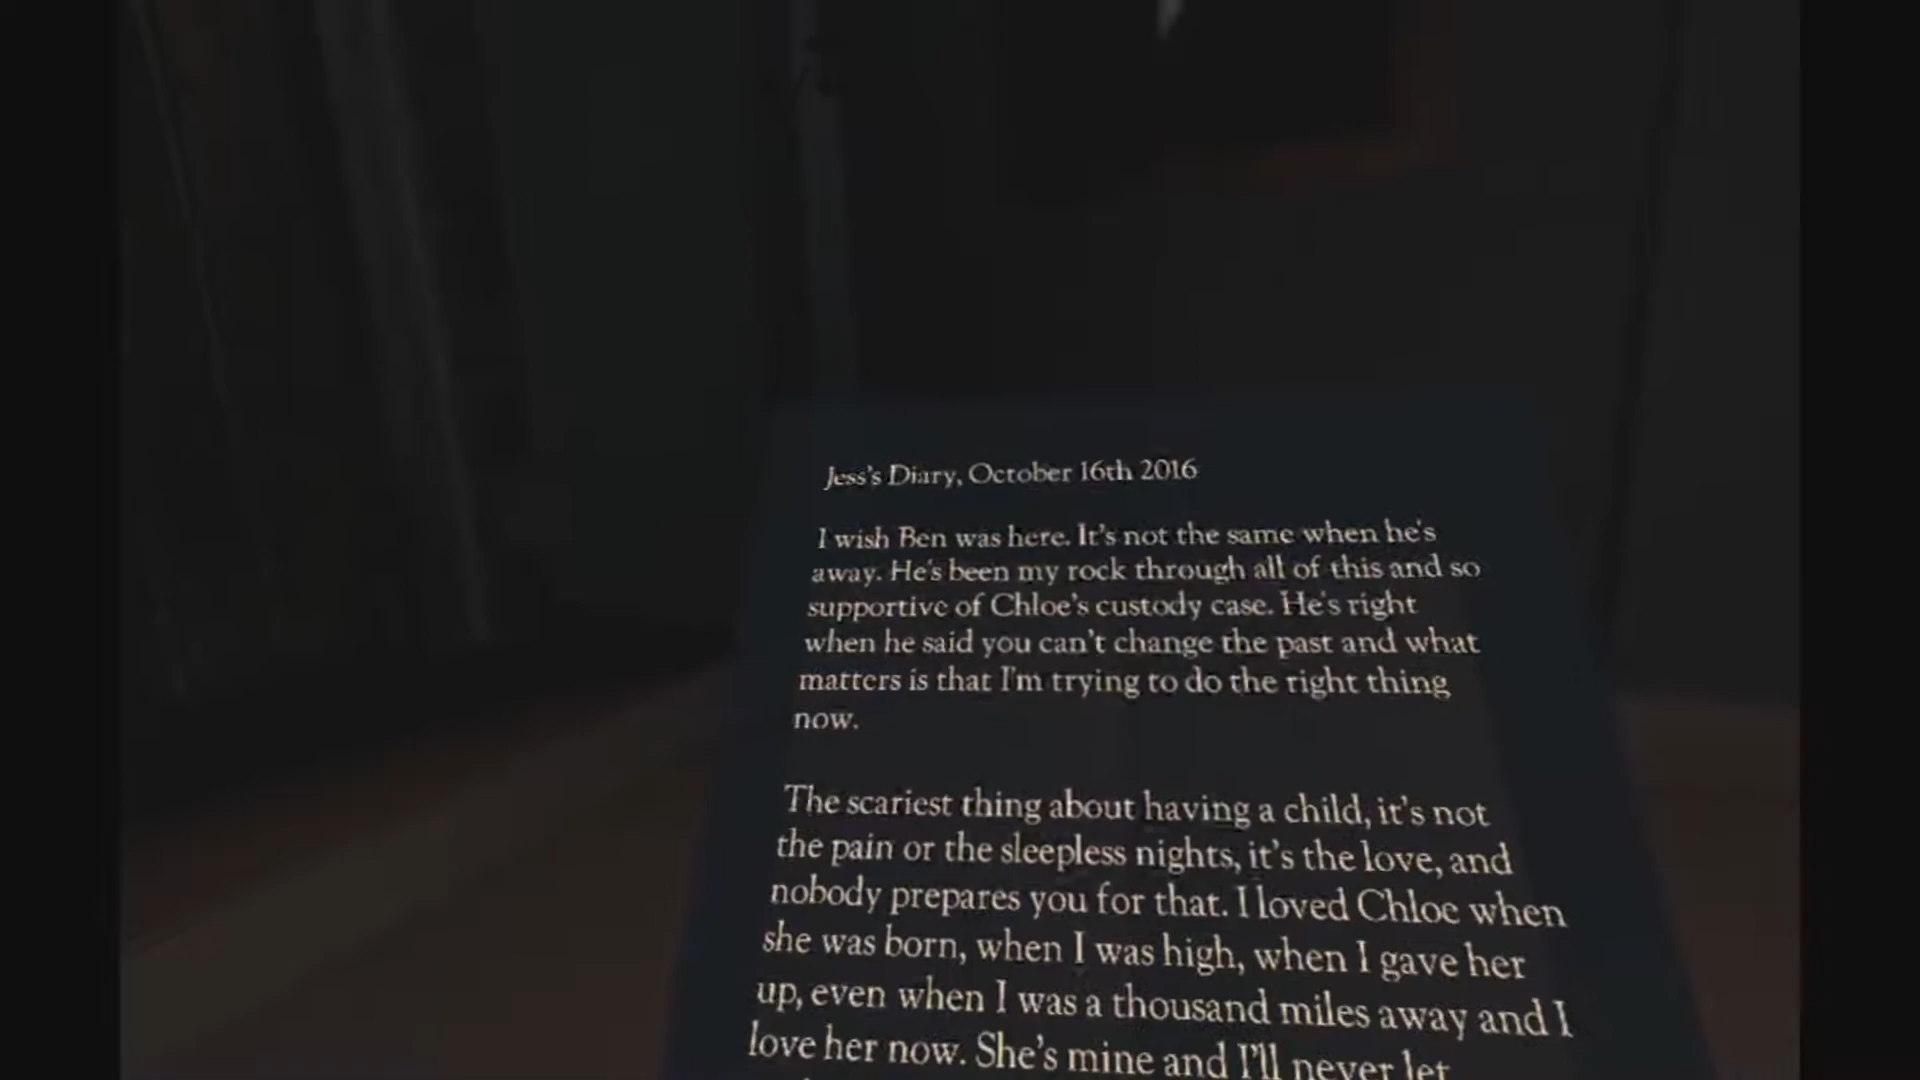 Jess's Diary, October 16th 2016
I wish Ben was here. It's not the same when he's
away. He's been my rock through all of this and so
supportive of Chloe's custody case. He's right
when he said you can't change the past and what
matters is that I'm trying to do the right thing
now.
The scariest thing about having a child, it's not
the pain or the sleepless nights, it's the love, and
nobody prepares you for that. I loved Chloe when
she was born, when I was high, when I gave her
up, even when I was a thousand miles away and I
love her now. She's mine and I'll never let